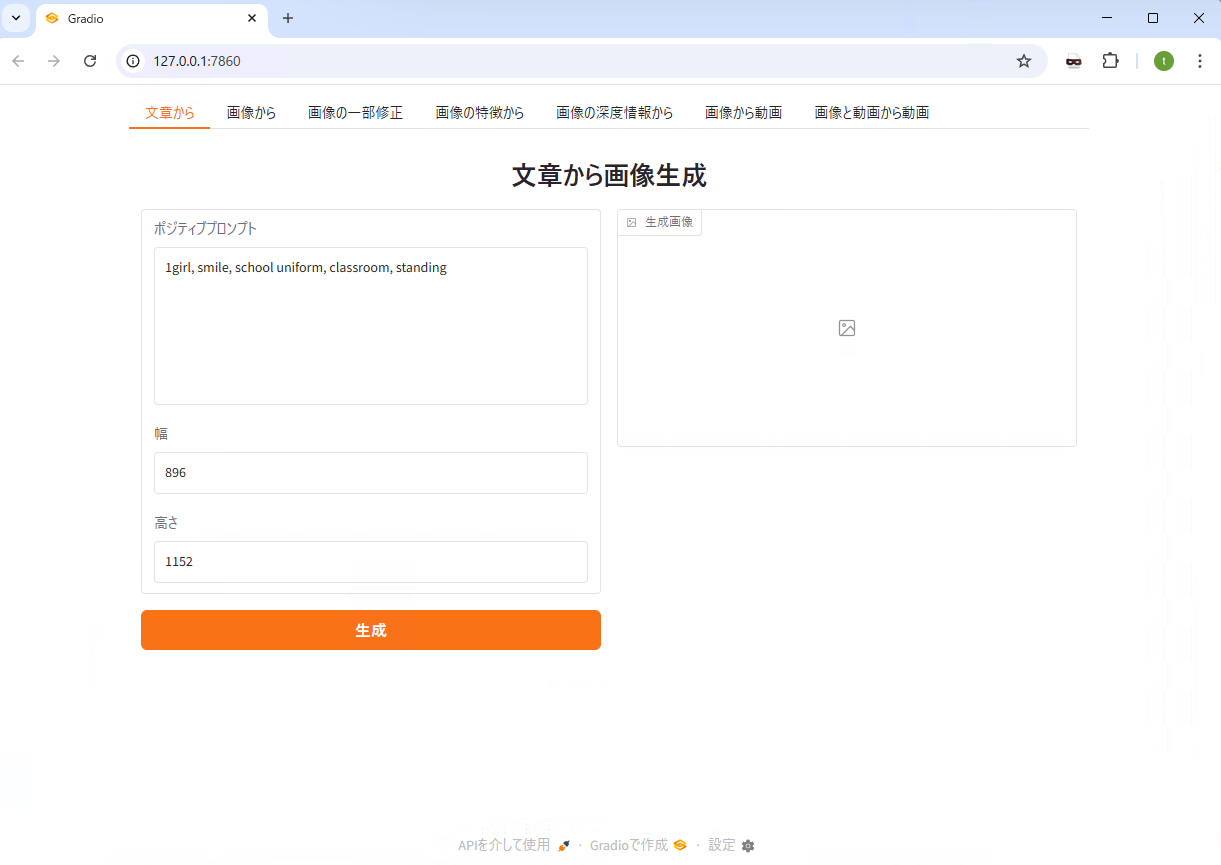 Gradio
127.0.0.1:7860
t
文章から 画像から 画像の一部修正 画像の特徴から 画像の深度情報から 画像から動画 画像と動画から動画
文章から画像生成
ポジティブプロンプト
1girl, smile, school uniform, classroom, standing
幅
896
高さ
1152
生成
生成画像
APIを介して使用 · Gradioで作成 · 設定